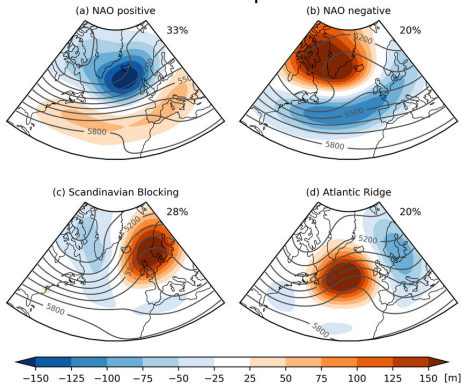 (a) NAO positive
33%
5800
(b) NAO negative
20%
5200
5500
5800
(c) Scandinavian Blocking
28%
5200
5800
(d) Atlantic Ridge
20%
5200
5800
−150 −125 −100 −75 −50 −25 25 50 75 100 125 150 [m]